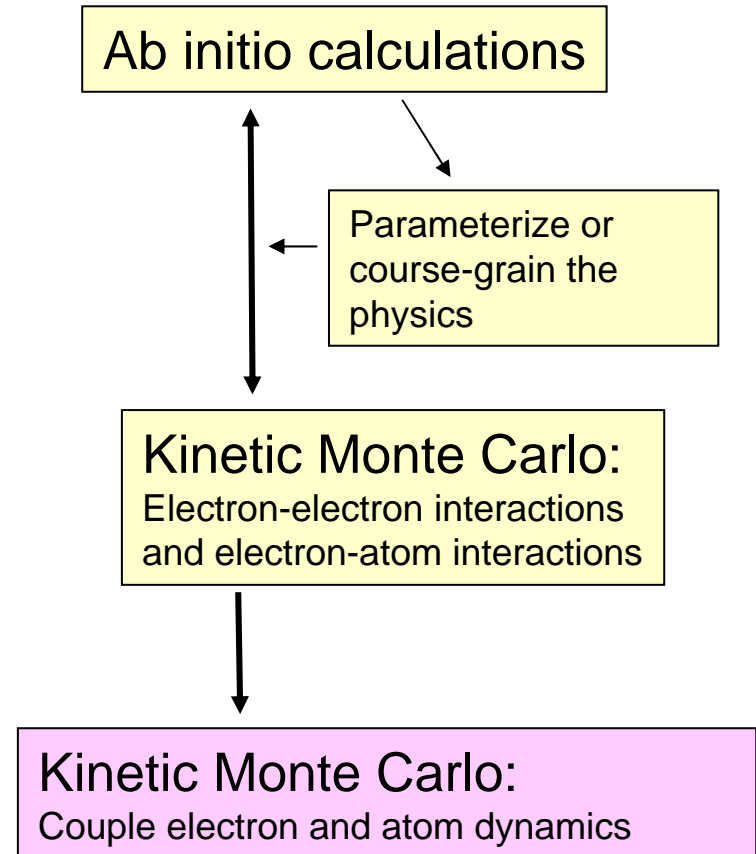 Ab initio calculations
Parameterize or
course-grain the
physics
Kinetic Monte Carlo:
Electron-electron interactions
and electron-atom interactions
Kinetic Monte Carlo:
Couple electron and atom dynamics